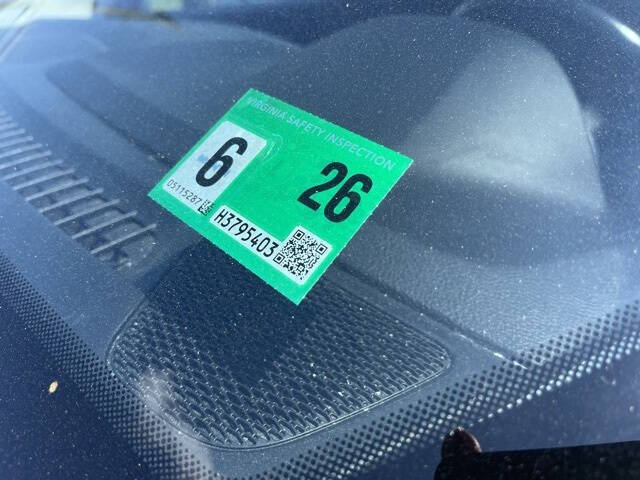 VIRGINIA SAFETY INSPECTION
6 26
05115287
H3795403